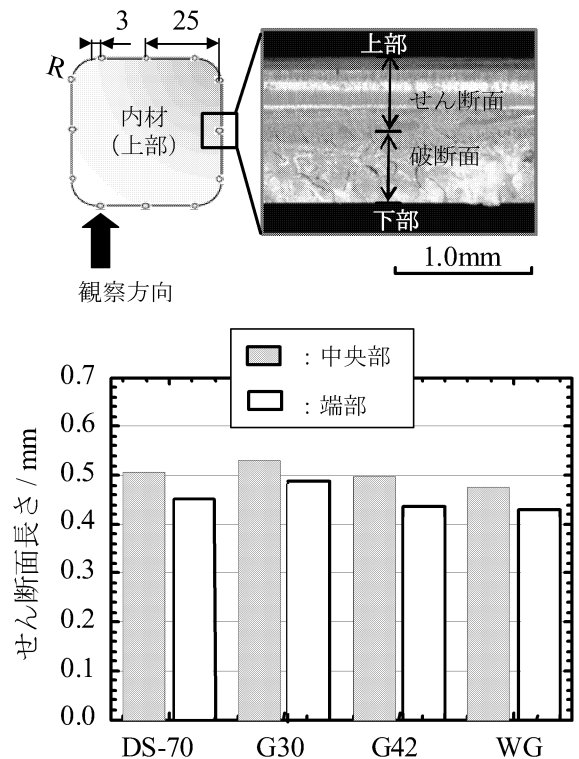 3
25
R
内材
(上部)
観察方向
上部
せん断面
破断面
下部
1.0mm
：中央部
：端部
せん断面長さ / mm
0.7
0.6
0.5
0.4
0.3
0.2
0.1
0.0
DS-70
G30
G42
WG